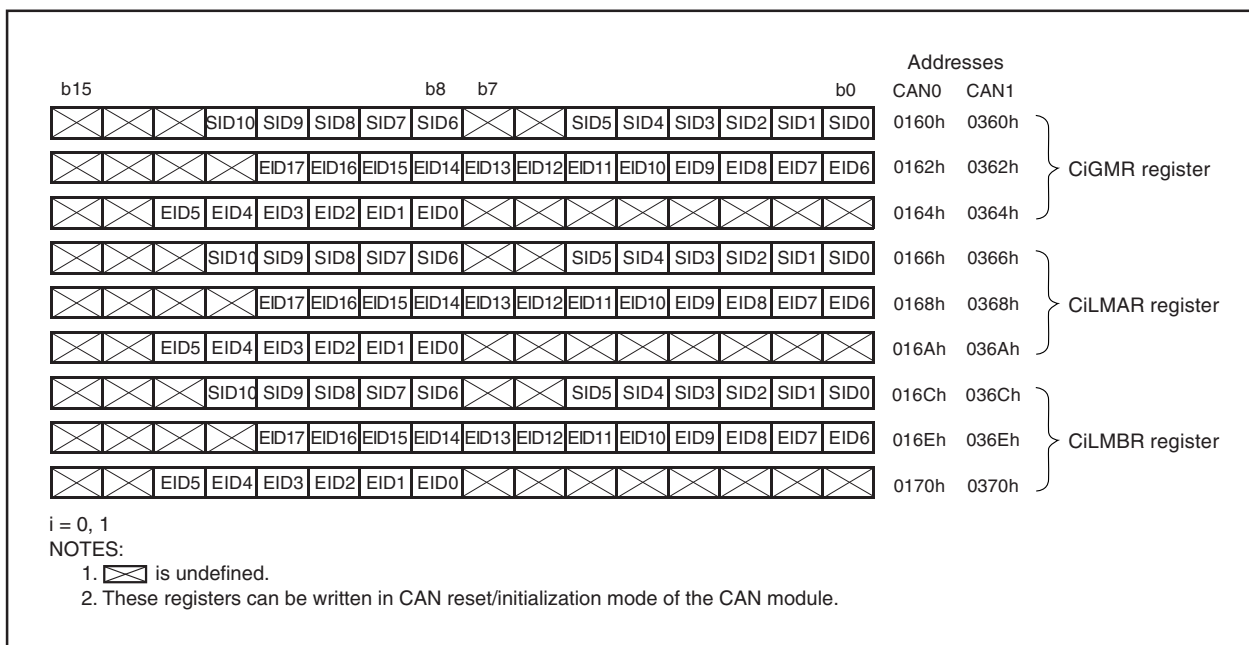 Addresses
b15 b8 b7 b0 CAN0 CAN1
SID10 SID9 SID8 SID7 SID6 SID5 SID4 SID3 SID2 SID1 SID0 0160h 0360h
EID17 EID16 EID15 EID14 EID13 EID12 EID11 EID10 EID9 EID8 EID7 EID6 0162h 0362h CiGMR register
EID5 EID4 EID3 EID2 EID1 EID0 0164h 0364h
SID10 SID9 SID8 SID7 SID6 SID5 SID4 SID3 SID2 SID1 SID0 0166h 0366h
EID17 EID16 EID15 EID14 EID13 EID12 EID11 EID10 EID9 EID8 EID7 EID6 0168h 0368h CiLMAR register
EID5 EID4 EID3 EID2 EID1 EID0 016Ah 036Ah
SID10 SID9 SID8 SID7 SID6 SID5 SID4 SID3 SID2 SID1 SID0 016Ch 036Ch
EID17 EID16 EID15 EID14 EID13 EID12 EID11 EID10 EID9 EID8 EID7 EID6 016Eh 036Eh CiLMBR register
EID5 EID4 EID3 EID2 EID1 EID0 0170h 0370h
i = 0, 1
NOTES:
1. is undefined.
2. These registers can be written in CAN reset/initialization mode of the CAN module.